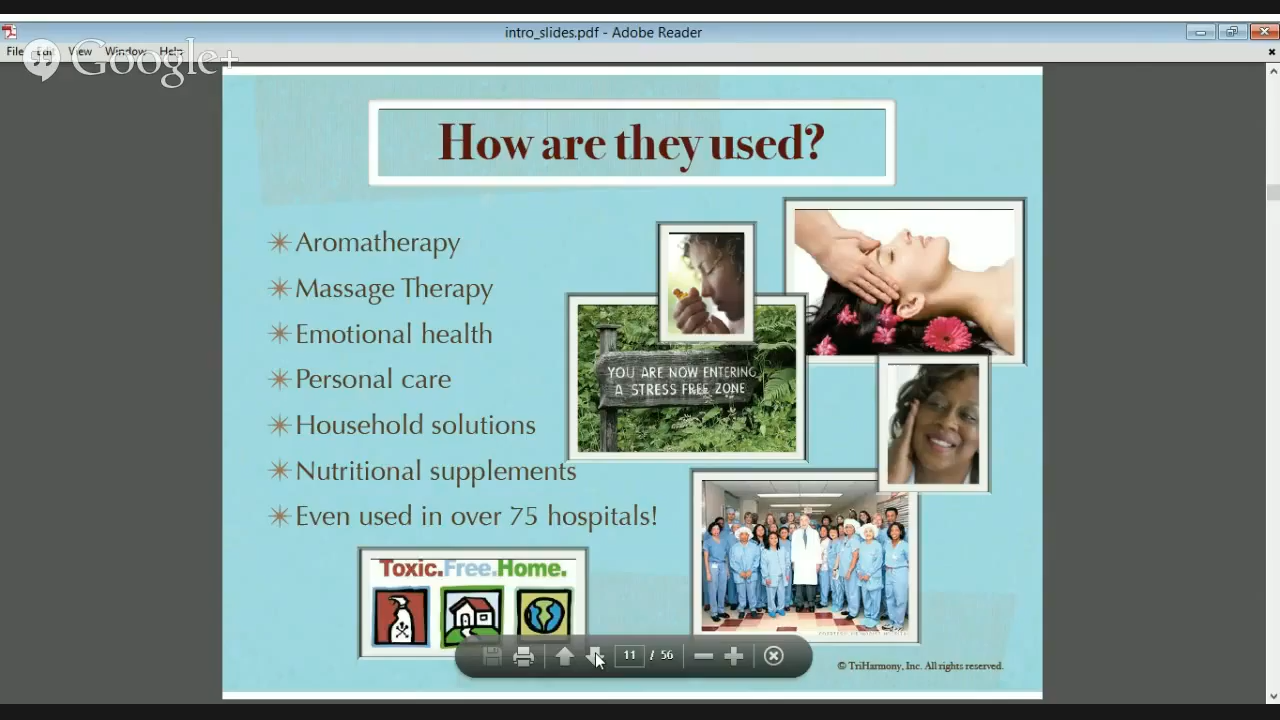 intro_slides.pdf - Adobe Reader
File Edit View Window Help
Google+
How are they used?
Aromatherapy
Massage Therapy
Emotional health
Personal care
Household solutions
Nutritional supplements
Even used in over 75 hospitals!
YOU ARE NOW ENTERING
A STRESS FREE ZONE
Toxic.Free.Home.
11 / 56
© TriHarmony, Inc. All rights reserved.